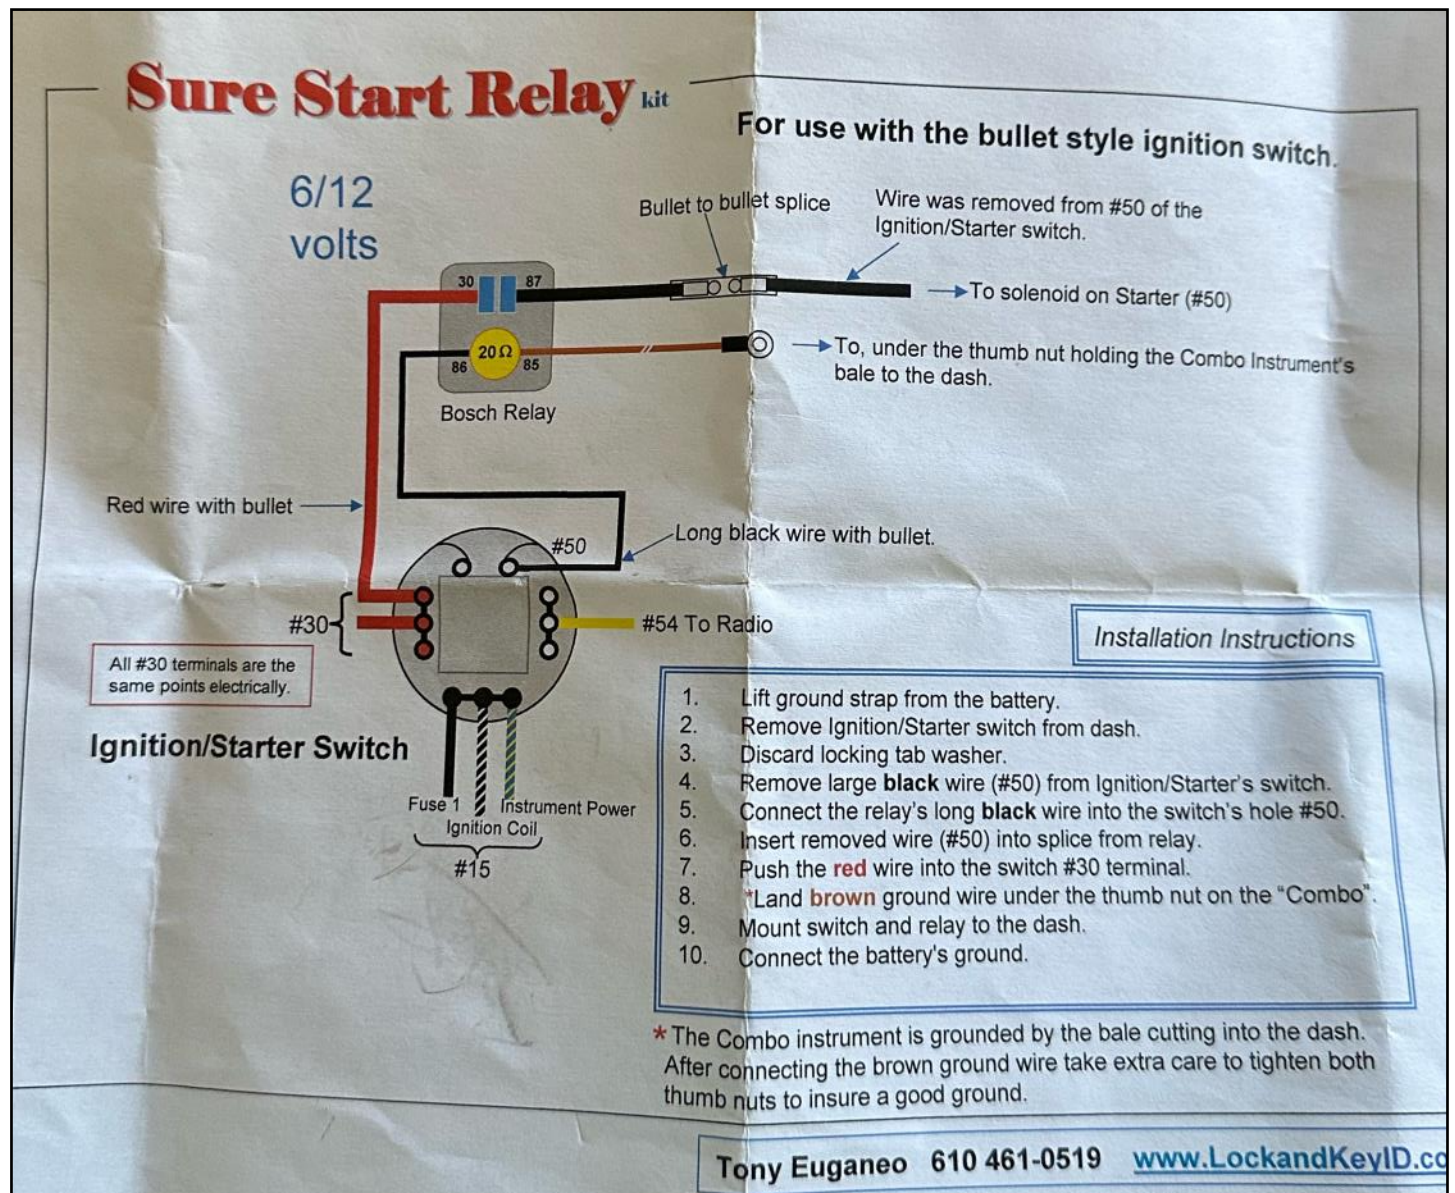 Sure Start Relay kit
For use with the bullet style ignition switch.
6/12
volts
Bullet to bullet splice
Wire was removed from #50 of the
Ignition/Starter switch.
30
87
To solenoid on Starter (#50)
20 Ω
86
85
To, under the thumb nut holding the Combo Instrument's
bale to the dash.
Bosch Relay
Red wire with bullet
Long black wire with bullet.
#50
#30
#54 To Radio
All #30 terminals are the
same points electrically.
Ignition/Starter Switch
Fuse 1
Instrument Power
Ignition Coil
#15
Installation Instructions
1. Lift ground strap from the battery.
2. Remove Ignition/Starter switch from dash.
3. Discard locking tab washer.
4. Remove large black wire (#50) from Ignition/Starter's switch.
5. Connect the relay's long black wire into the switch's hole #50.
6. Insert removed wire (#50) into splice from relay.
7. Push the red wire into the switch #30 terminal.
8. *Land brown ground wire under the thumb nut on the “Combo”.
9. Mount switch and relay to the dash.
10. Connect the battery's ground.
* The Combo instrument is grounded by the bale cutting into the dash.
After connecting the brown ground wire take extra care to tighten both
thumb nuts to insure a good ground.
Tony Euganeo 610 461-0519 www.LockandKeyID.co